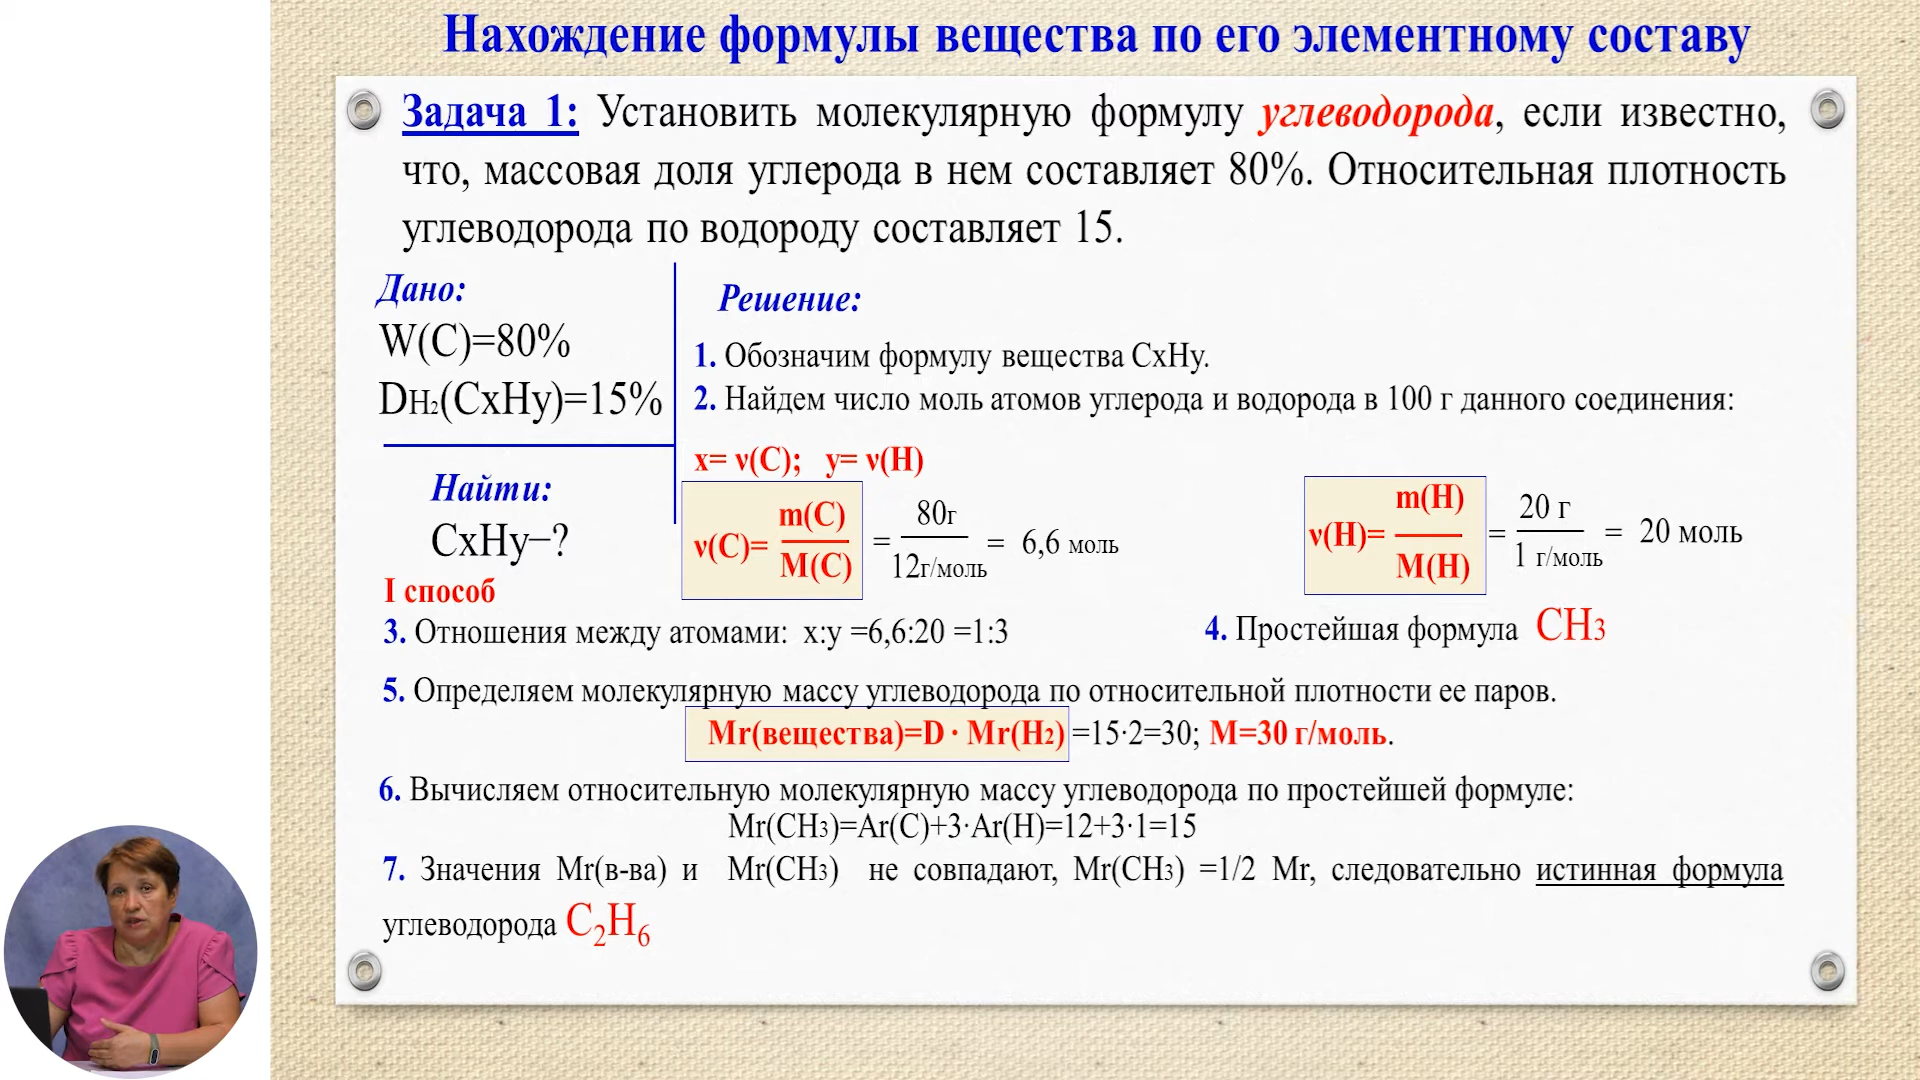 Нахождение формулы вещества по его элементному составу
Задача 1: Установить молекулярную формулу углеводорода, если известно,
что, массовая доля углерода в нем составляет 80%. Относительная плотность
углеводорода по водороду составляет 15.
Дано:
W(C)=80%
DH₂(CxHy)=15%
Найти:
CxHy–?
Решение:
1. Обозначим формулу вещества CxHy.
2. Найдем число моль атомов углерода и водорода в 100 г данного соединения:
x= ν(C); y= ν(H)
ν(C)= m(C) / M(C) = 80г / 12г/моль = 6,6 моль
ν(H)= m(H) / M(H) = 20 г / 1 г/моль = 20 моль
I способ
3. Отношения между атомами: x:y =6,6:20 =1:3
4. Простейшая формула CH3
5. Определяем молекулярную массу углеводорода по относительной плотности ее паров.
Mr(вещества)=D · Mr(H2) =15·2=30; M=30 г/моль.
6. Вычисляем относительную молекулярную массу углеводорода по простейшей формуле:
Mr(CH3)=Ar(C)+3·Ar(H)=12+3·1=15
7. Значения Mr(в-ва) и Mr(CH3) не совпадают, Mr(CH3) =1/2 Mr, следовательно истинная формула
углеводорода C₂H₆